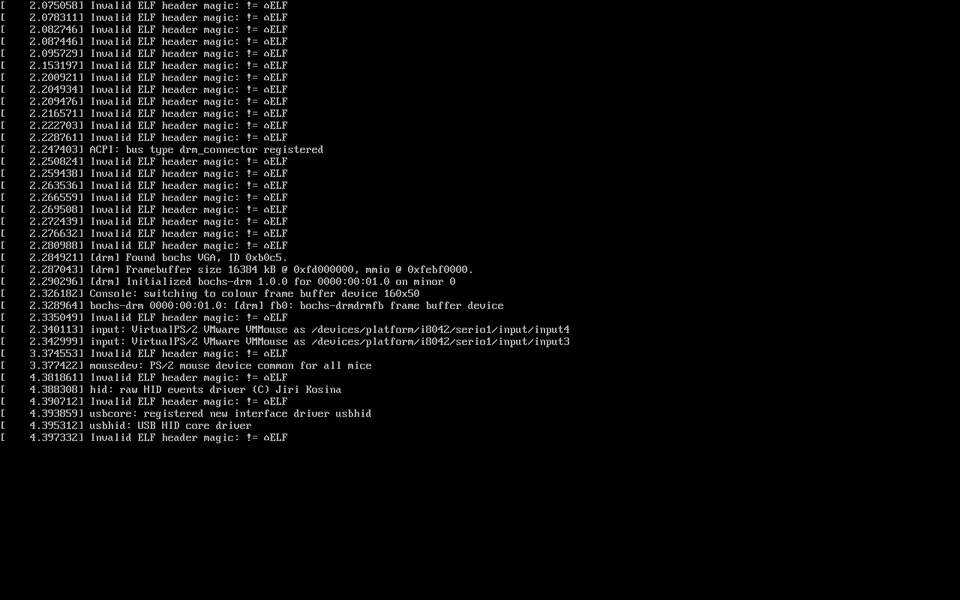 [    2.075058] Invalid ELF header magic: != ⌂ELF
[    2.078311] Invalid ELF header magic: != ⌂ELF
[    2.082746] Invalid ELF header magic: != ⌂ELF
[    2.087446] Invalid ELF header magic: != ⌂ELF
[    2.095729] Invalid ELF header magic: != ⌂ELF
[    2.153197] Invalid ELF header magic: != ⌂ELF
[    2.200921] Invalid ELF header magic: != ⌂ELF
[    2.204934] Invalid ELF header magic: != ⌂ELF
[    2.209476] Invalid ELF header magic: != ⌂ELF
[    2.216571] Invalid ELF header magic: != ⌂ELF
[    2.222703] Invalid ELF header magic: != ⌂ELF
[    2.228761] Invalid ELF header magic: != ⌂ELF
[    2.247403] ACPI: bus type drm_connector registered
[    2.250824] Invalid ELF header magic: != ⌂ELF
[    2.259438] Invalid ELF header magic: != ⌂ELF
[    2.263536] Invalid ELF header magic: != ⌂ELF
[    2.266559] Invalid ELF header magic: != ⌂ELF
[    2.269508] Invalid ELF header magic: != ⌂ELF
[    2.272439] Invalid ELF header magic: != ⌂ELF
[    2.276632] Invalid ELF header magic: != ⌂ELF
[    2.280988] Invalid ELF header magic: != ⌂ELF
[    2.284921] [drm] Found bochs VGA, ID 0xb0c5.
[    2.287043] [drm] Framebuffer size 16384 kB @ 0xfd000000, mmio @ 0xfebf0000.
[    2.290296] [drm] Initialized bochs-drm 1.0.0 for 0000:00:01.0 on minor 0
[    2.326182] Console: switching to colour frame buffer device 160x50
[    2.328964] bochs-drm 0000:00:01.0: [drm] fb0: bochs-drmdrmfb frame buffer device
[    2.335049] Invalid ELF header magic: != ⌂ELF
[    2.340113] input: VirtualPS/2 VMware VMMouse as /devices/platform/i8042/serio1/input/input4
[    2.342999] input: VirtualPS/2 VMware VMMouse as /devices/platform/i8042/serio1/input/input3
[    3.374553] Invalid ELF header magic: != ⌂ELF
[    3.377422] mousedev: PS/2 mouse device common for all mice
[    4.381861] Invalid ELF header magic: != ⌂ELF
[    4.388308] hid: raw HID events driver (C) Jiri Kosina
[    4.390712] Invalid ELF header magic: != ⌂ELF
[    4.393859] usbcore: registered new interface driver usbhid
[    4.395312] usbhid: USB HID core driver
[    4.397332] Invalid ELF header magic: != ⌂ELF